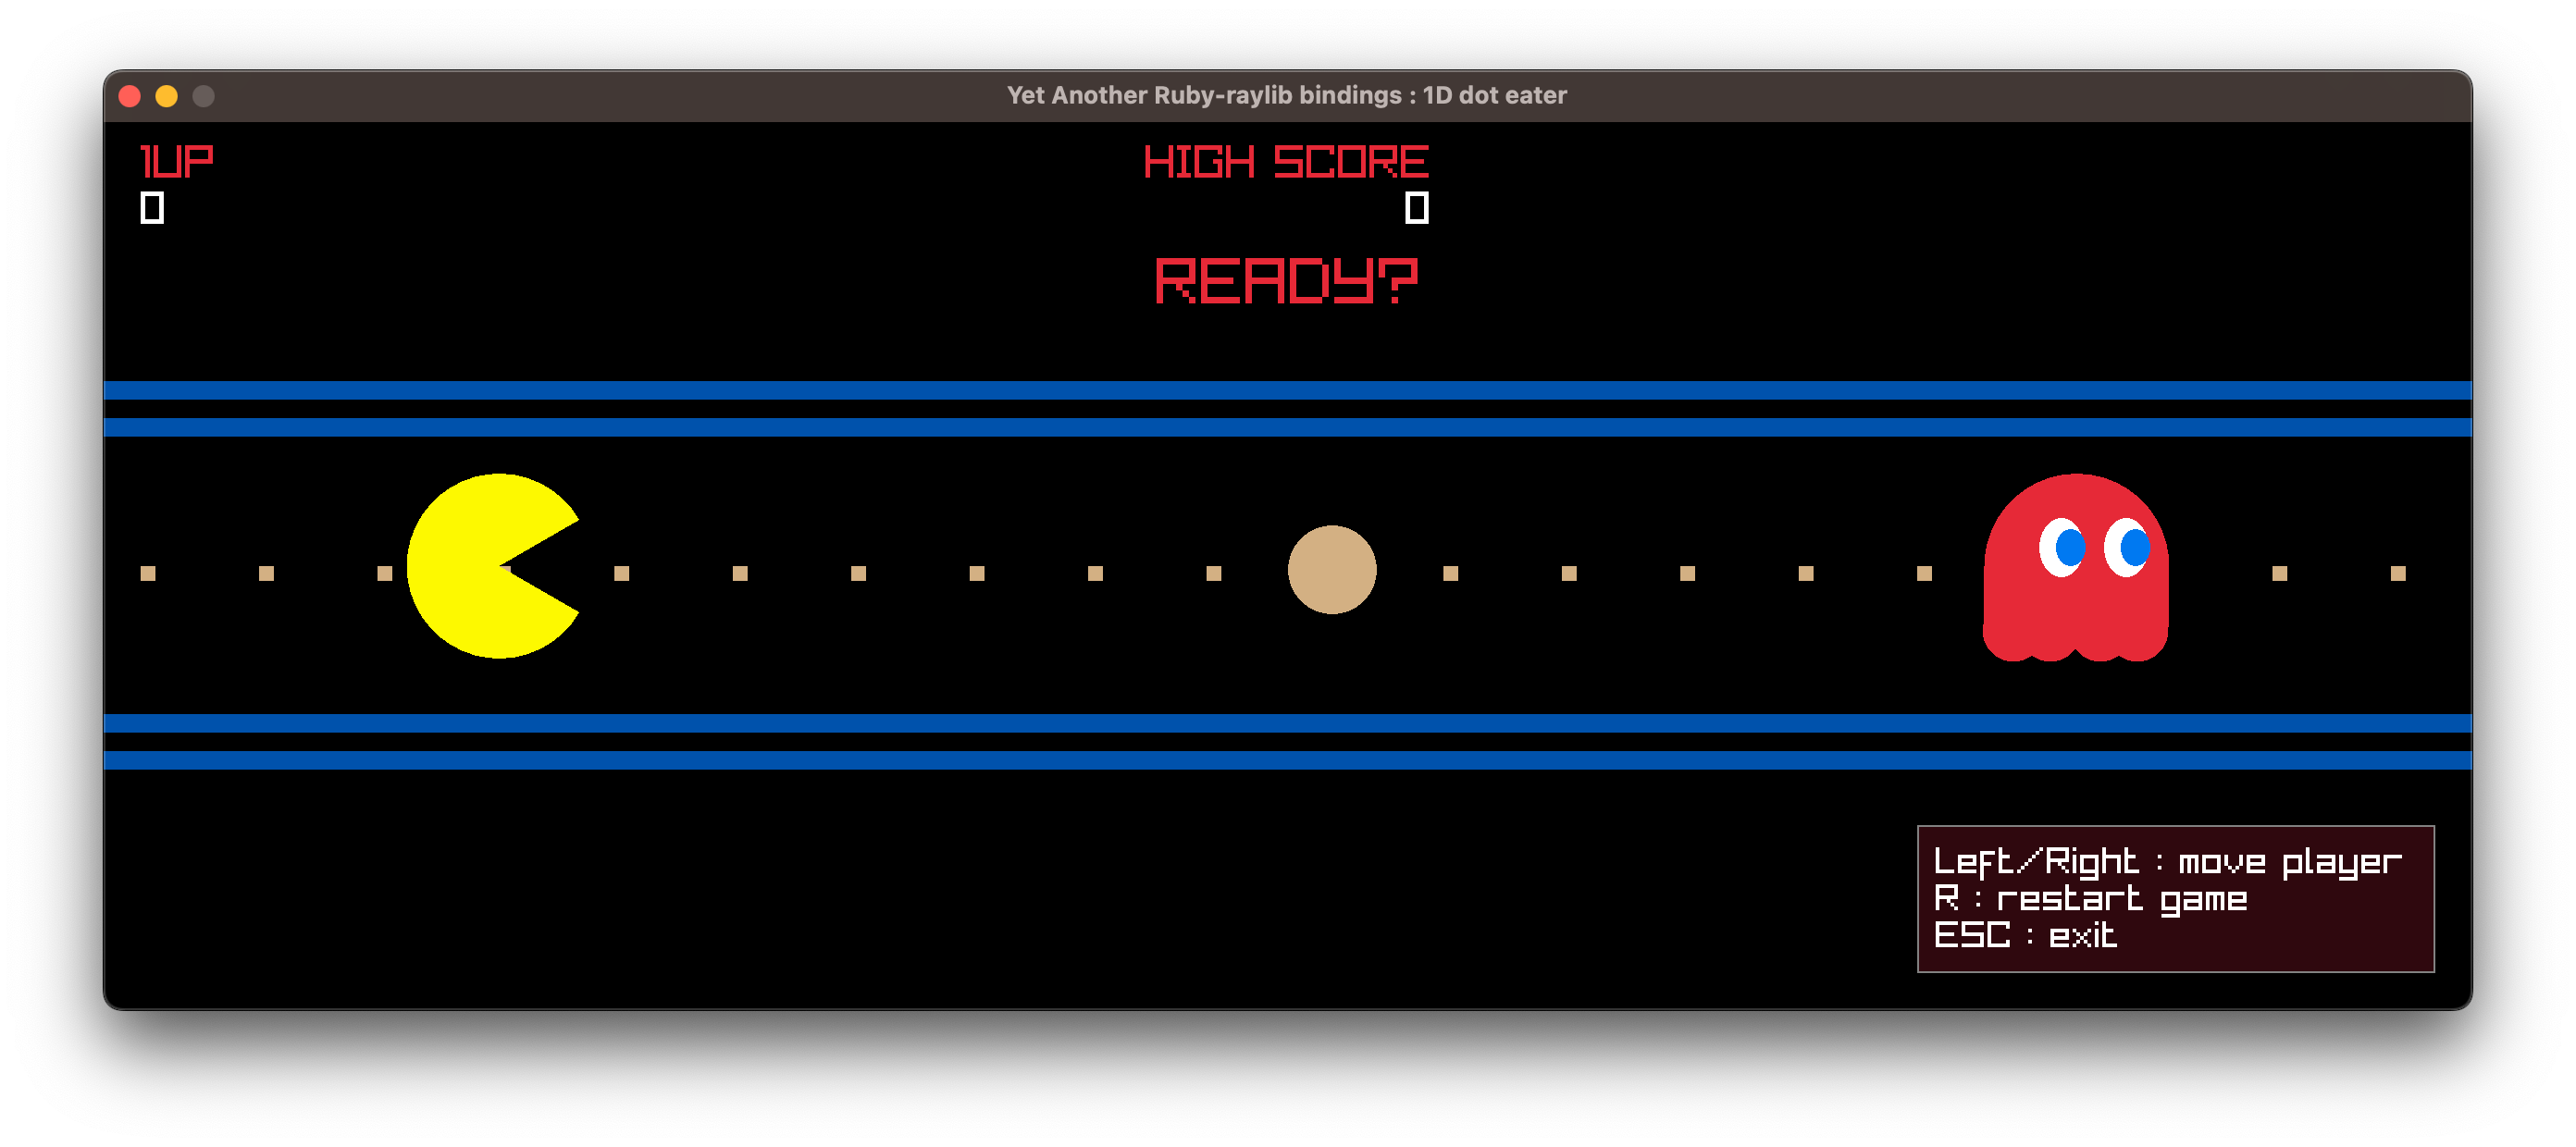 Yet Another Ruby-raylib bindings : 1D dot eater
1UP
HIGH SCORE
0
0
READY?
Left/Right : move player
R : restart game
ESC : exit